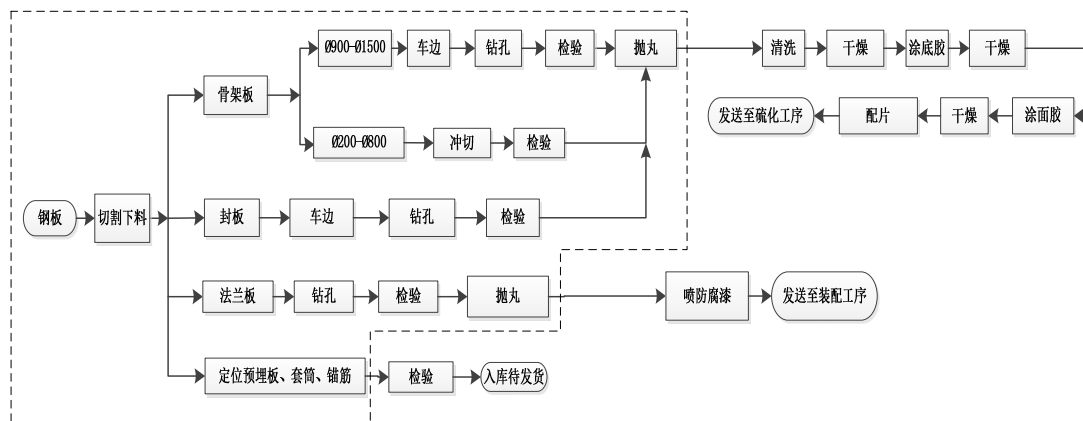 Ø900-Ø1500
车边
钻孔
检验
抛丸
清洗
干燥
涂底胶
干燥
骨架板
发送至硫化工序
配片
干燥
涂面胶
Ø200-Ø800
冲切
检验
钢板
切割下料
封板
车边
钻孔
检验
法兰板
钻孔
检验
抛丸
喷防腐漆
发送至装配工序
定位预埋板、套筒、锚筋
检验
入库待发货